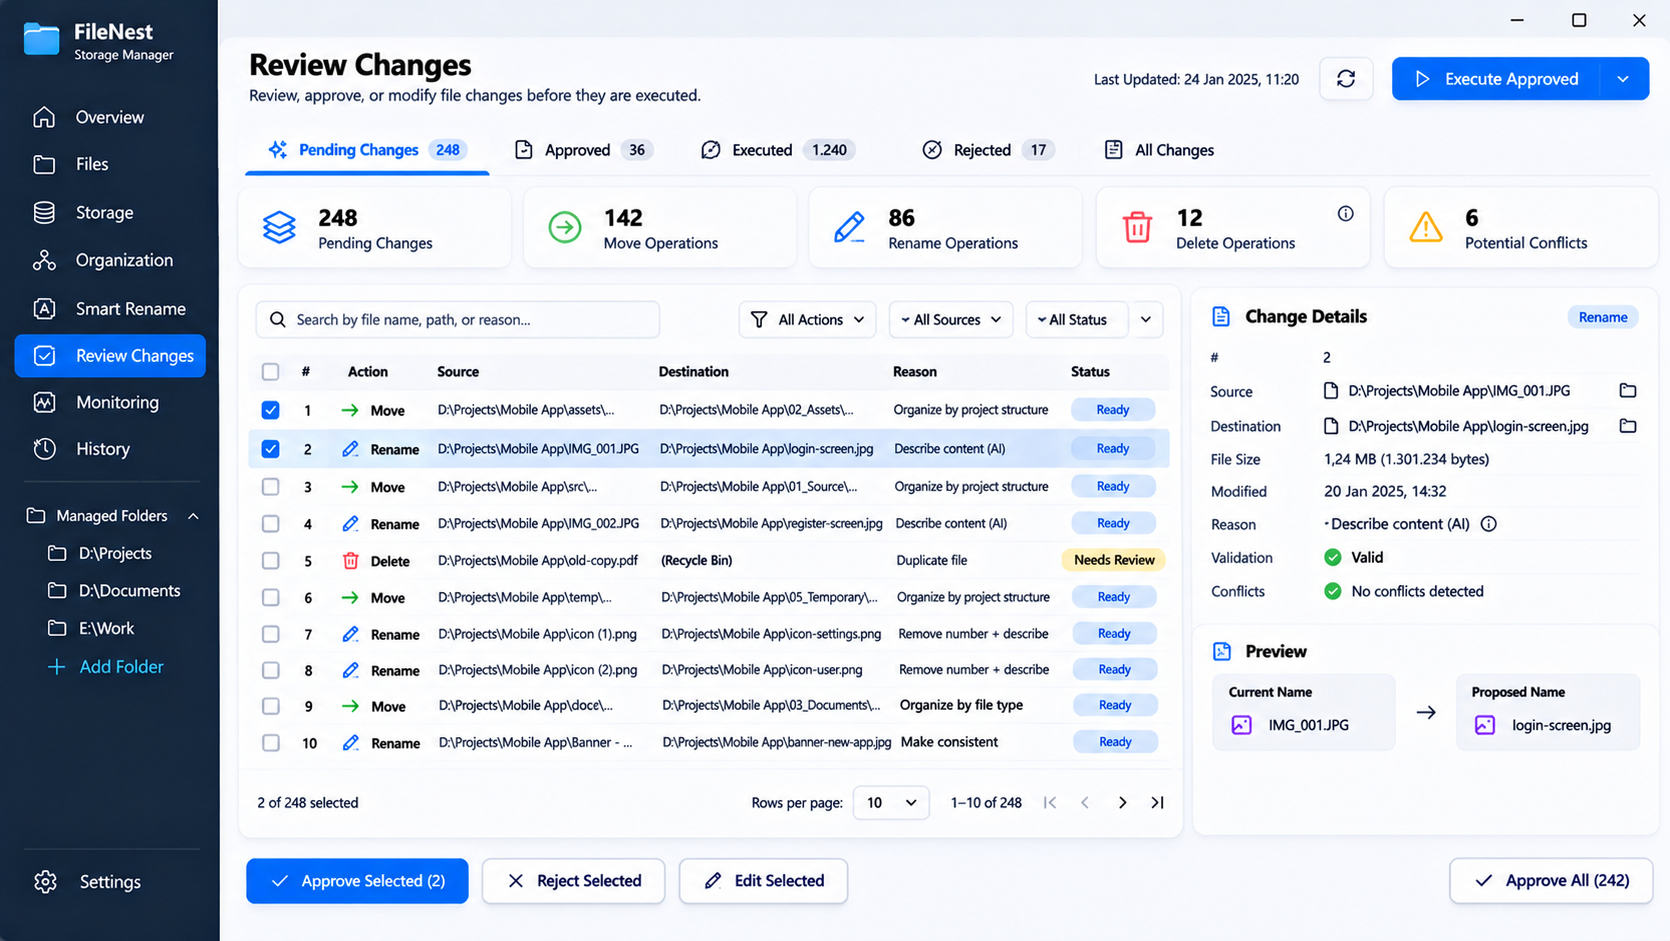 FileNest
Storage Manager
Overview
Files
Storage
Organization
Smart Rename
Review Changes
Monitoring
History
Managed Folders
D:\Projects
D:\Documents
E:\Work
Add Folder
Settings
Review Changes
Review, approve, or modify file changes before they are executed.
Last Updated: 24 Jan 2025, 11:20
Execute Approved
Pending Changes 248
Approved 36
Executed 1.240
Rejected 17
All Changes
248
Pending Changes
142
Move Operations
86
Rename Operations
12
Delete Operations
6
Potential Conflicts
Search by file name, path, or reason...
All Actions
All Sources
All Status
# Action Source Destination Reason Status
1 Move D:\Projects\Mobile App\assets\... D:\Projects\Mobile App\02_Assets\... Organize by project structure Ready
2 Rename D:\Projects\Mobile App\IMG_001.JPG D:\Projects\Mobile App\login-screen.jpg Describe content (AI) Ready
3 Move D:\Projects\Mobile App\src\... D:\Projects\Mobile App\01_Source\... Organize by project structure Ready
4 Rename D:\Projects\Mobile App\IMG_002.JPG D:\Projects\Mobile App\register-screen.jpg Describe content (AI) Ready
5 Delete D:\Projects\Mobile App\old-copy.pdf (Recycle Bin) Duplicate file Needs Review
6 Move D:\Projects\Mobile App\temp\... D:\Projects\Mobile App\05_Temporary\... Organize by project structure Ready
7 Rename D:\Projects\Mobile App\icon (1).png D:\Projects\Mobile App\icon-settings.png Remove number + describe Ready
8 Rename D:\Projects\Mobile App\icon (2).png D:\Projects\Mobile App\icon-user.png Remove number + describe Ready
9 Move D:\Projects\Mobile App\doce\... D:\Projects\Mobile App\03_Documents\... Organize by file type Ready
10 Rename D:\Projects\Mobile App\Banner - ... D:\Projects\Mobile App\banner-new-app.jpg Make consistent Ready
2 of 248 selected
Rows per page: 10
1–10 of 248
Approve Selected (2)
Reject Selected
Edit Selected
Approve All (242)
Change Details
Rename
# 2
Source D:\Projects\Mobile App\IMG_001.JPG
Destination D:\Projects\Mobile App\login-screen.jpg
File Size 1,24 MB (1.301.234 bytes)
Modified 20 Jan 2025, 14:32
Reason Describe content (AI)
Validation Valid
Conflicts No conflicts detected
Preview
Current Name
IMG_001.JPG
Proposed Name
login-screen.jpg